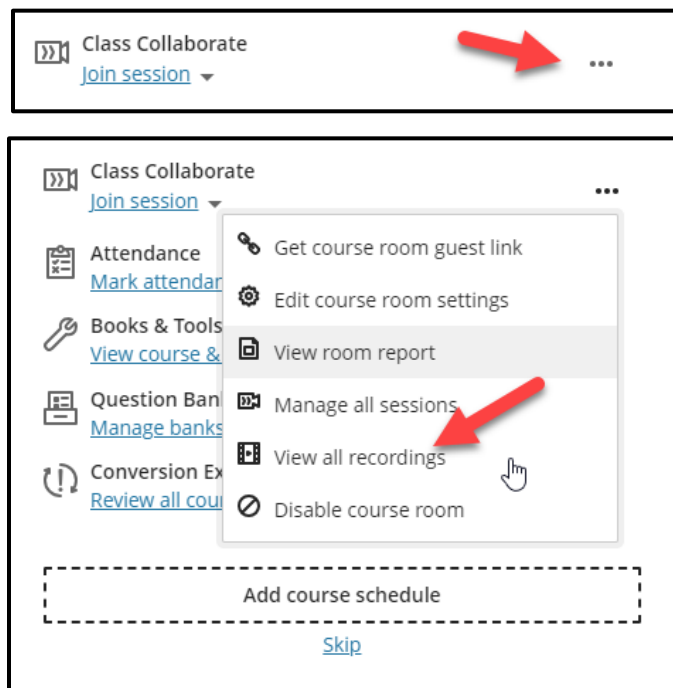 Class Collaborate
Join session
Class Collaborate
Join session
Get course room guest link
Attendance
Mark attendan
Edit course room settings
Books & Tools
View course &
View room report
Question Ban
Manage banks
Manage all sessions
View all recordings
Conversion Ex
Review all cour
Disable course room
Add course schedule
Skip